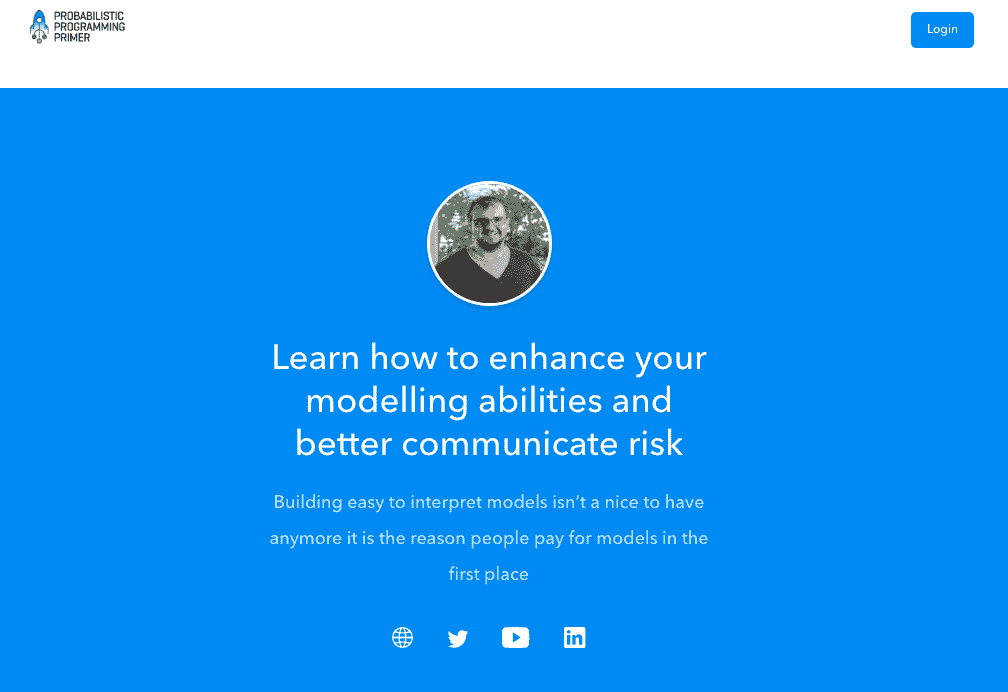 PROBABILISTIC
PROGRAMMING
PRIMER
Login
Learn how to enhance your
modelling abilities and
better communicate risk
Building easy to interpret models isn’t a nice to have
anymore it is the reason people pay for models in the
first place
in